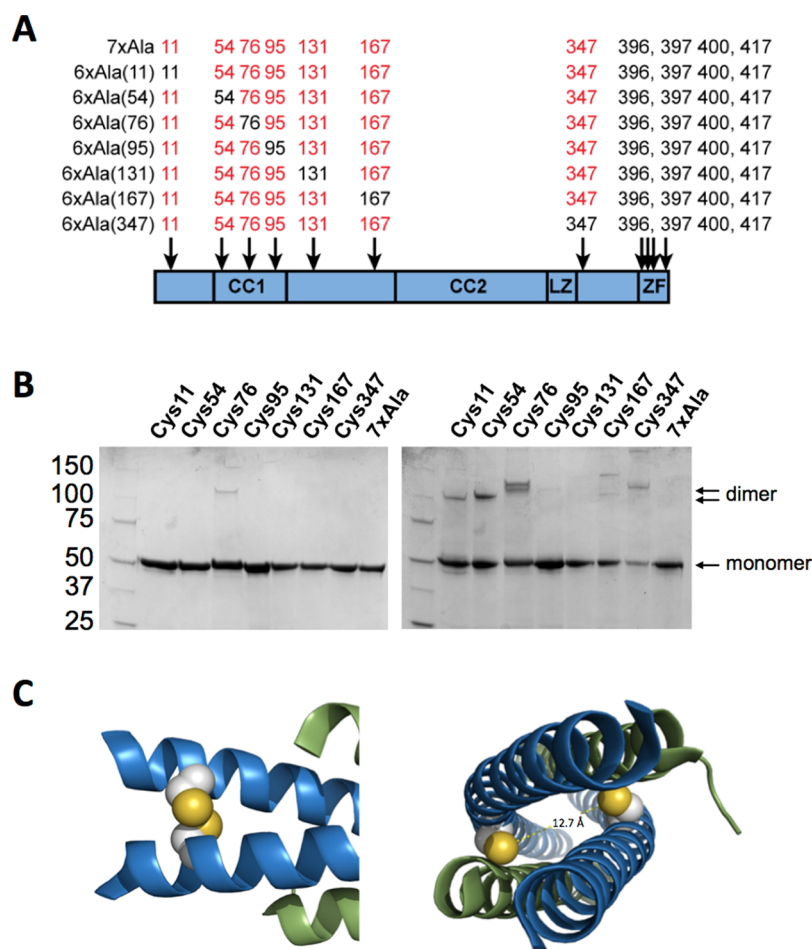 A
7xAla 11 54 76 95 131 167 347 396, 397 400, 417
6xAla(11) 11 54 76 95 131 167 347 396, 397 400, 417
6xAla(54) 11 54 76 95 131 167 347 396, 397 400, 417
6xAla(76) 11 54 76 95 131 167 347 396, 397 400, 417
6xAla(95) 11 54 76 95 131 167 347 396, 397 400, 417
6xAla(131) 11 54 76 95 131 167 347 396, 397 400, 417
6xAla(167) 11 54 76 95 131 167 347 396, 397 400, 417
6xAla(347) 11 54 76 95 131 167 347 396, 397 400, 417
CC1 CC2 LZ ZF
B
Cys11 Cys54 Cys76 Cys95 Cys131 Cys167 Cys347 7xAla Cys11 Cys54 Cys76 Cys95 Cys131 Cys167 Cys347 7xAla
150
100 dimer
75
50 monomer
37
25
C
12.7 Å